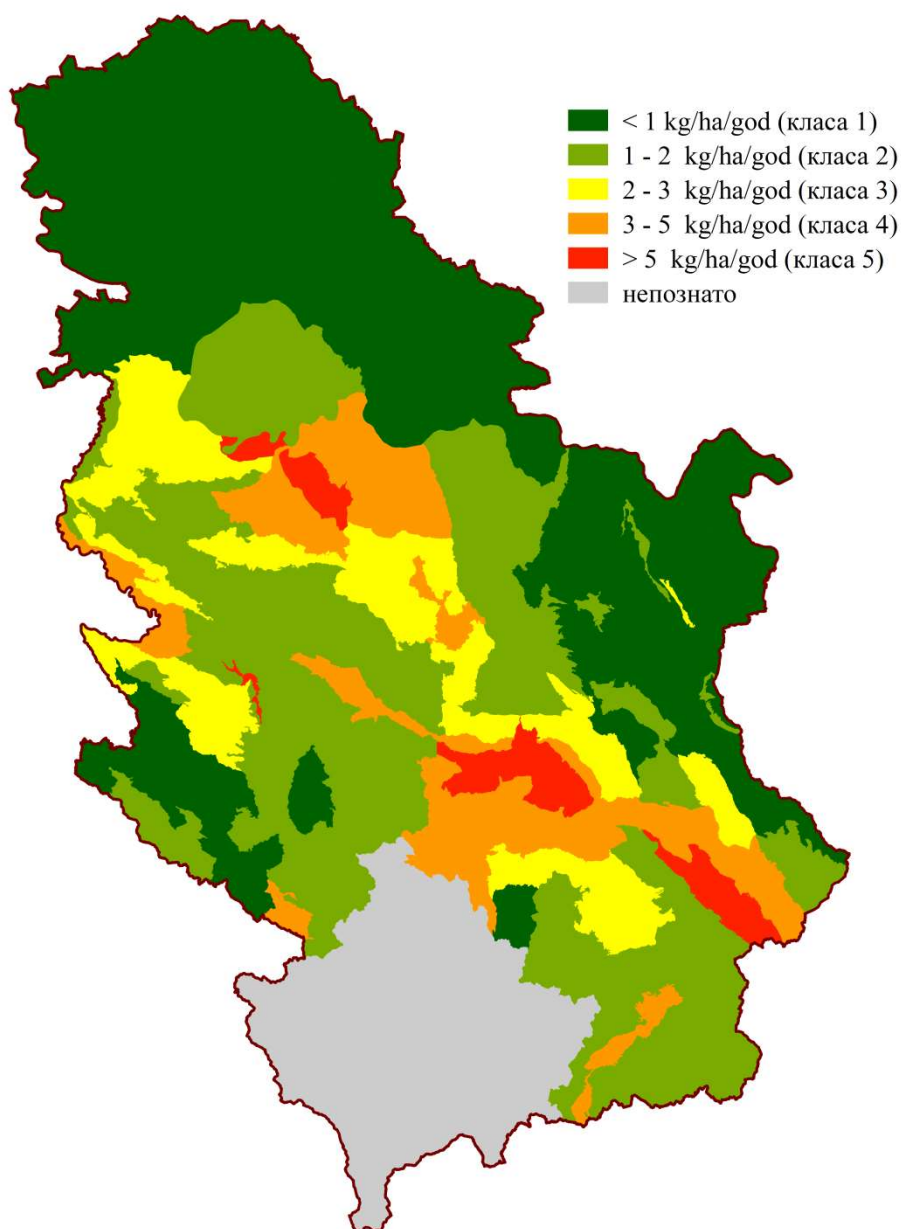 < 1 kg/ha/god (класа 1)
1 - 2 kg/ha/god (класа 2)
2 - 3 kg/ha/god (класа 3)
3 - 5 kg/ha/god (класа 4)
> 5 kg/ha/god (класа 5)
непознато